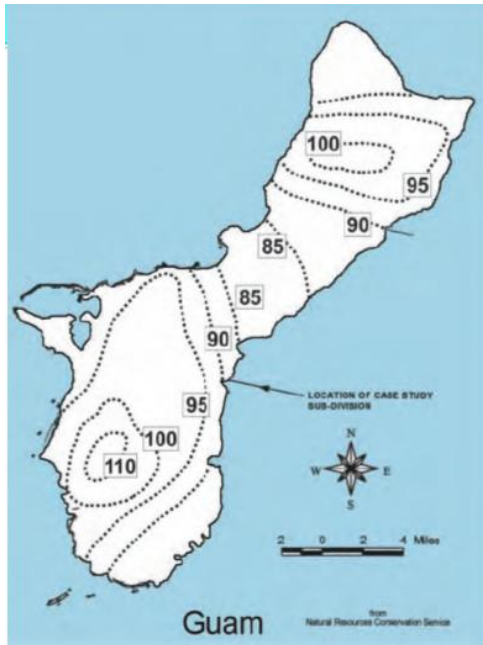 100
95
90
85
85
90
95
100
110
LOCATION OF CASE STUDY
SUB-DIVISION
N
W E
S
2 0 2 4 Miles
Guam
from
Natural Resources Conservation Service